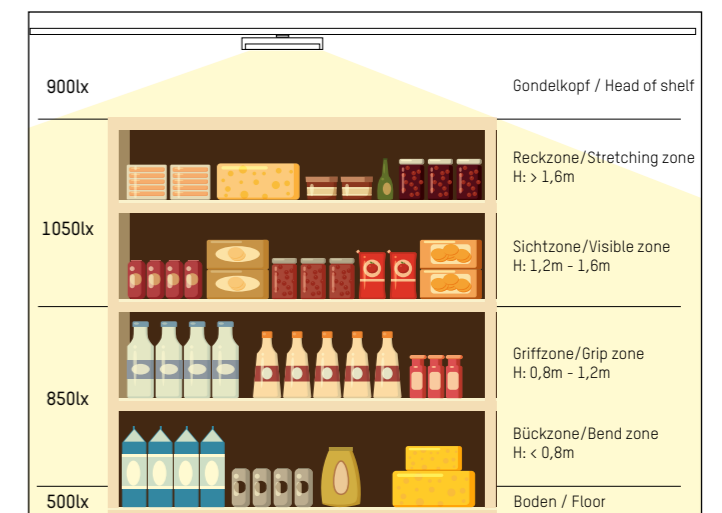 900lx
Gondelkopf / Head of shelf
Reckzone/Stretching zone
H: > 1,6m
1050lx
Sichtzone/Visible zone
H: 1,2m - 1,6m
Griffzone/Grip zone
H: 0,8m - 1,2m
850lx
Bückzone/Bend zone
H: < 0,8m
500lx
Boden / Floor